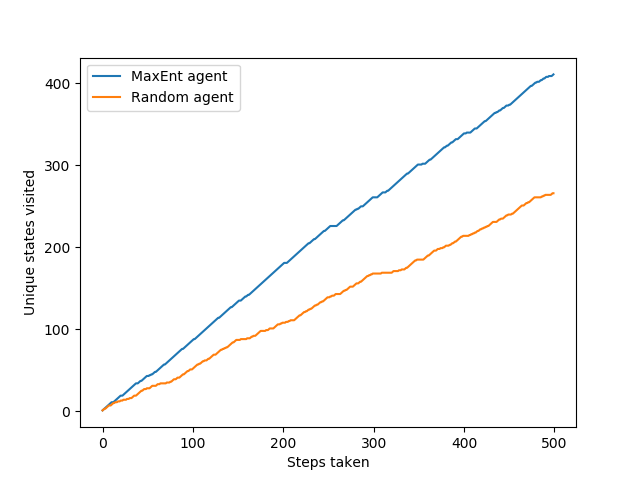 MaxEnt agent
Random agent
Unique states visited
400
300
200
100
0
0 100 200 300 400 500
Steps taken